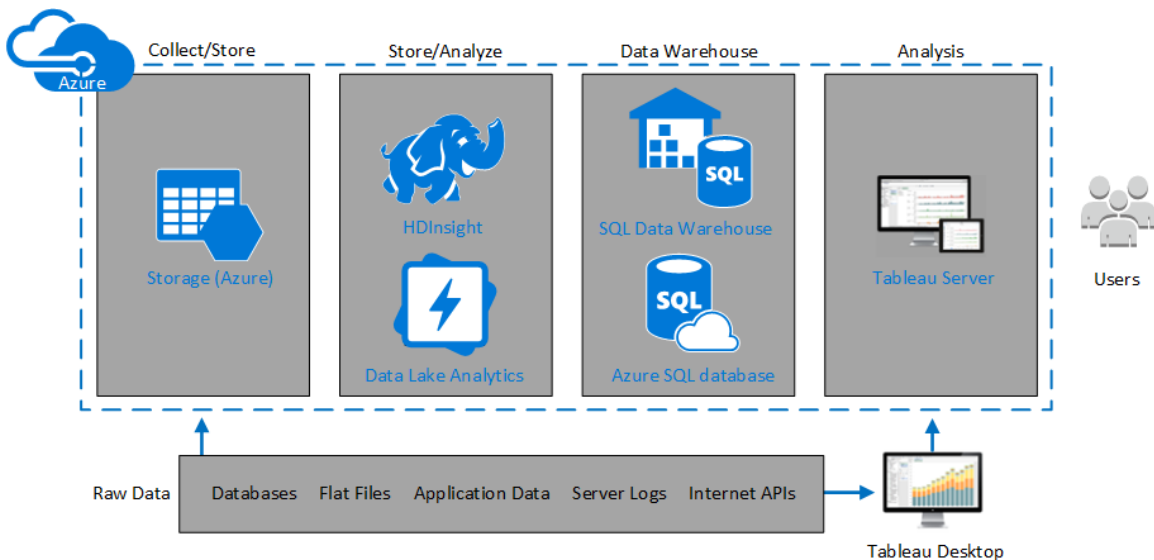 Collect/Store
Store/Analyze
Data Warehouse
Analysis
Azure
SQL
HDInsight
SQL Data Warehouse
Storage (Azure)
Tableau Server
Users
SQL
Data Lake Analytics
Azure SQL database
Raw Data
Databases
Flat Files
Application Data
Server Logs
Internet APIs
Tableau Desktop